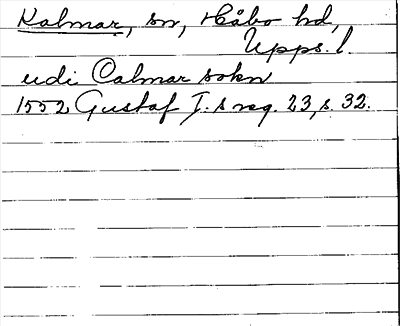 Kalmar, sn, Håbo hd,
Upps. l.
udi Calmar sokn
1552 Gustaf I:s reg. 23, s. 32.